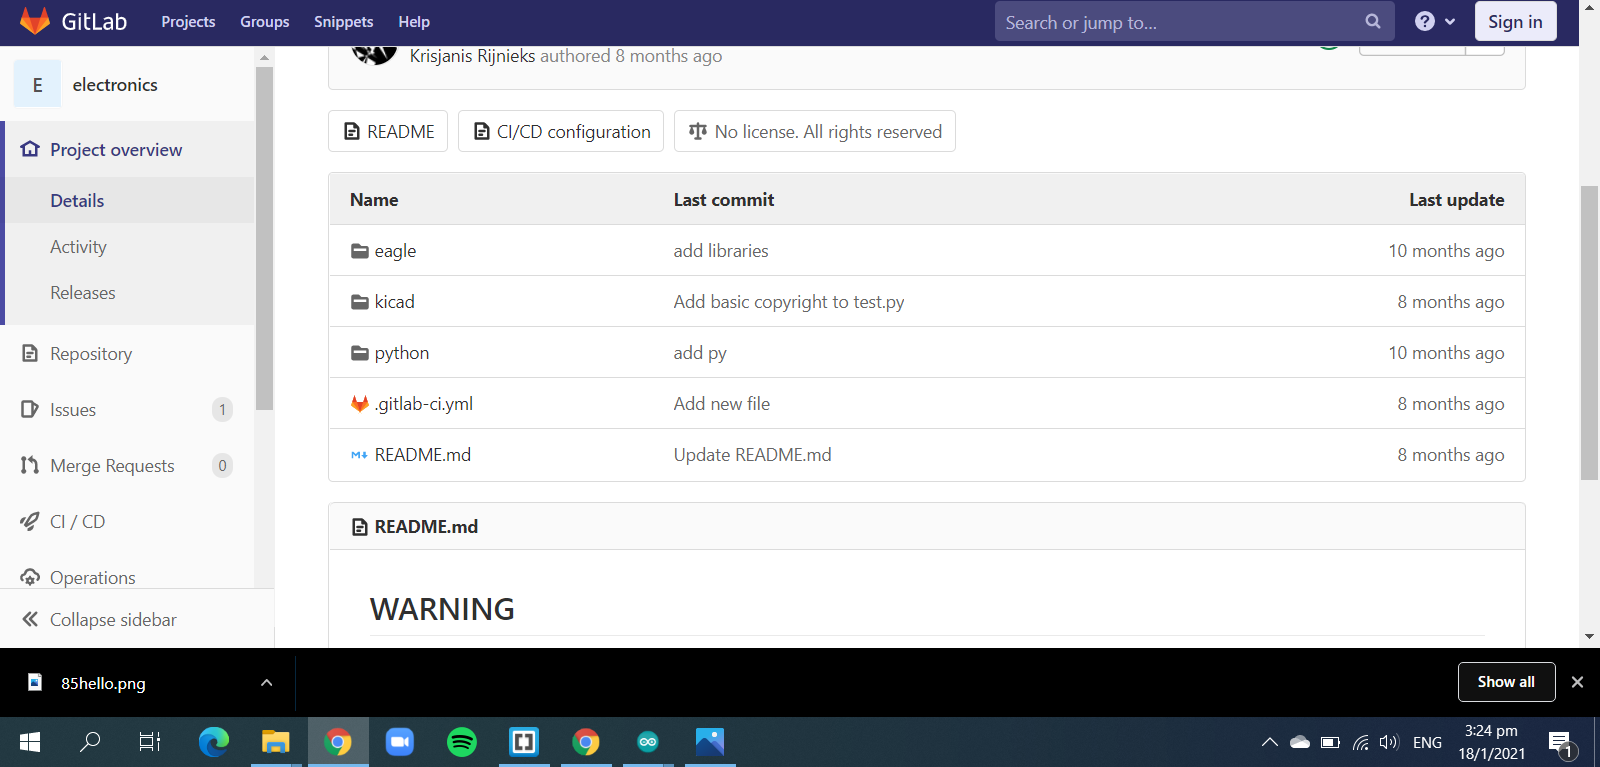 GitLab Projects Groups Snippets Help Search or jump to... Sign in
Krisjanis Rijnieks authored 8 months ago
E electronics
Project overview
Details
Activity
Releases
Repository
Issues 1
Merge Requests 0
CI / CD
Operations
Collapse sidebar
README CI/CD configuration No license. All rights reserved
Name Last commit Last update
eagle add libraries 10 months ago
kicad Add basic copyright to test.py 8 months ago
python add py 10 months ago
.gitlab-ci.yml Add new file 8 months ago
README.md Update README.md 8 months ago
README.md
WARNING
85hello.png Show all
ENG 3:24 pm
18/1/2021 1